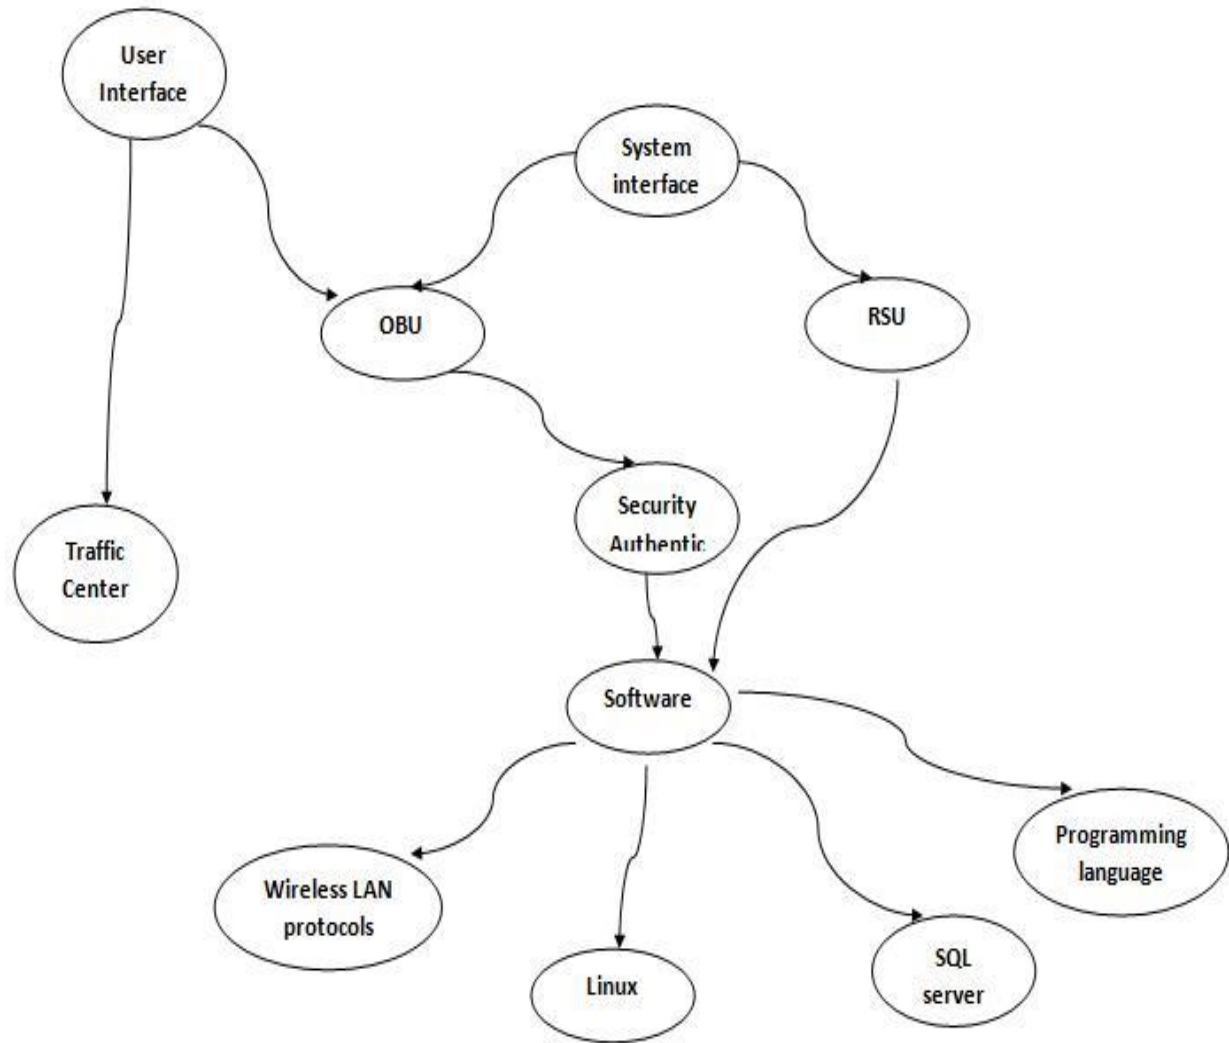 User
Interface
System
interface
OBU
RSU
Security
Authentic
Traffic
Center
Software
Programming
language
Wireless LAN
protocols
SQL
server
Linux